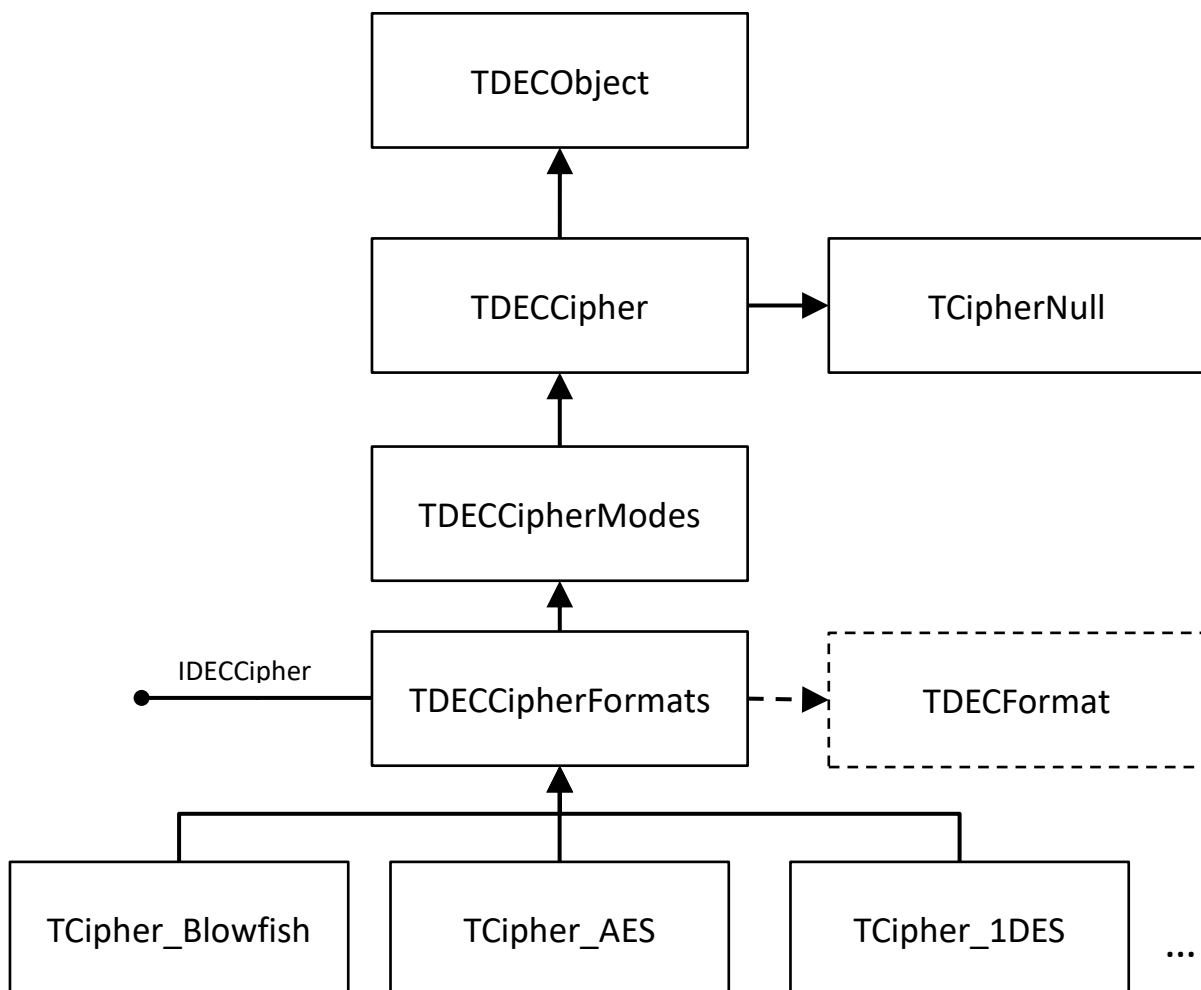 TDECObject
TDECCipher
TCipherNull
TDECCipherModes
IDECCipher
TDECCipherFormats
TDECFormat
TCipher_Blowfish
TCipher_AES
TCipher_1DES
...